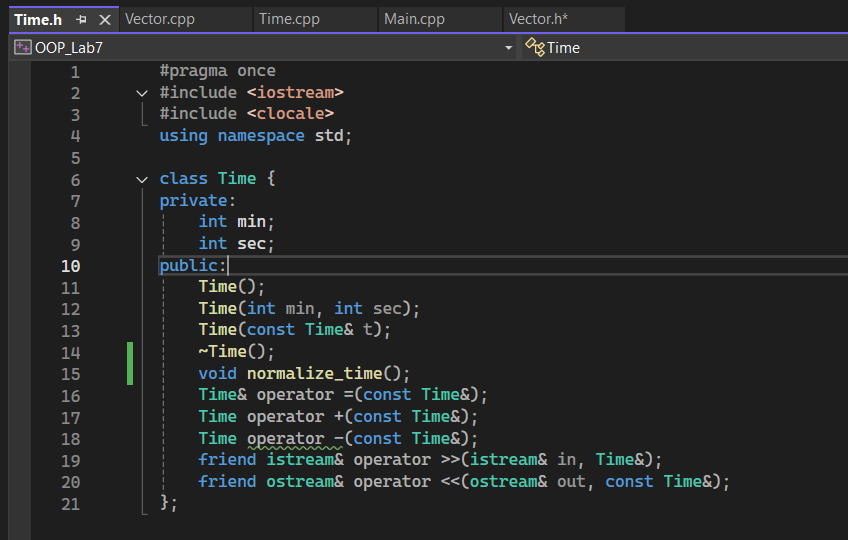 Time.h Vector.cpp Time.cpp Main.cpp Vector.h*
OOP_Lab7 Time
1 #pragma once
2 #include <iostream>
3 #include <clocale>
4 using namespace std;
5
6 class Time {
7 private:
8 int min;
9 int sec;
10 public:
11 Time();
12 Time(int min, int sec);
13 Time(const Time& t);
14 ~Time();
15 void normalize_time();
16 Time& operator =(const Time&);
17 Time operator +(const Time&);
18 Time operator -(const Time&);
19 friend istream& operator >>(istream& in, Time&);
20 friend ostream& operator <<(ostream& out, const Time&);
21 };